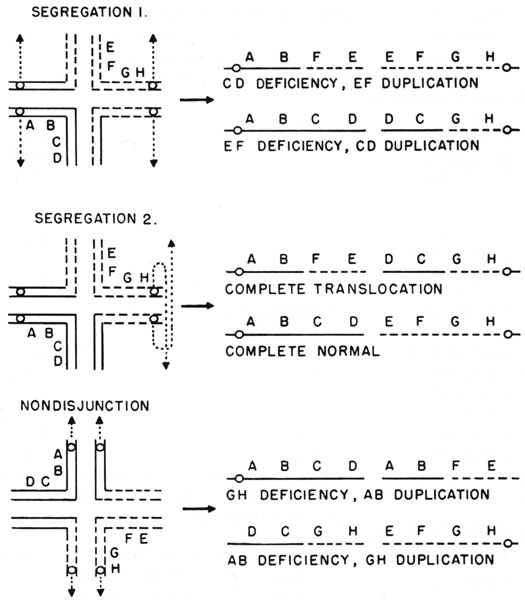 SEGREGATION 1.
E
F
G H
A B
C
D
A B F E E F G H
CD DEFICIENCY, EF DUPLICATION
A B C D D C G H
EF DEFICIENCY, CD DUPLICATION
SEGREGATION 2.
E
F
G H
A B
C
D
A B F E D C G H
COMPLETE TRANSLOCATION
A B C D E F G H
COMPLETE NORMAL
NONDISJUNCTION
A
B
D C
F E
G
H
A B C D A B F E
GH DEFICIENCY, AB DUPLICATION
D C G H E F G H
AB DEFICIENCY, GH DUPLICATION